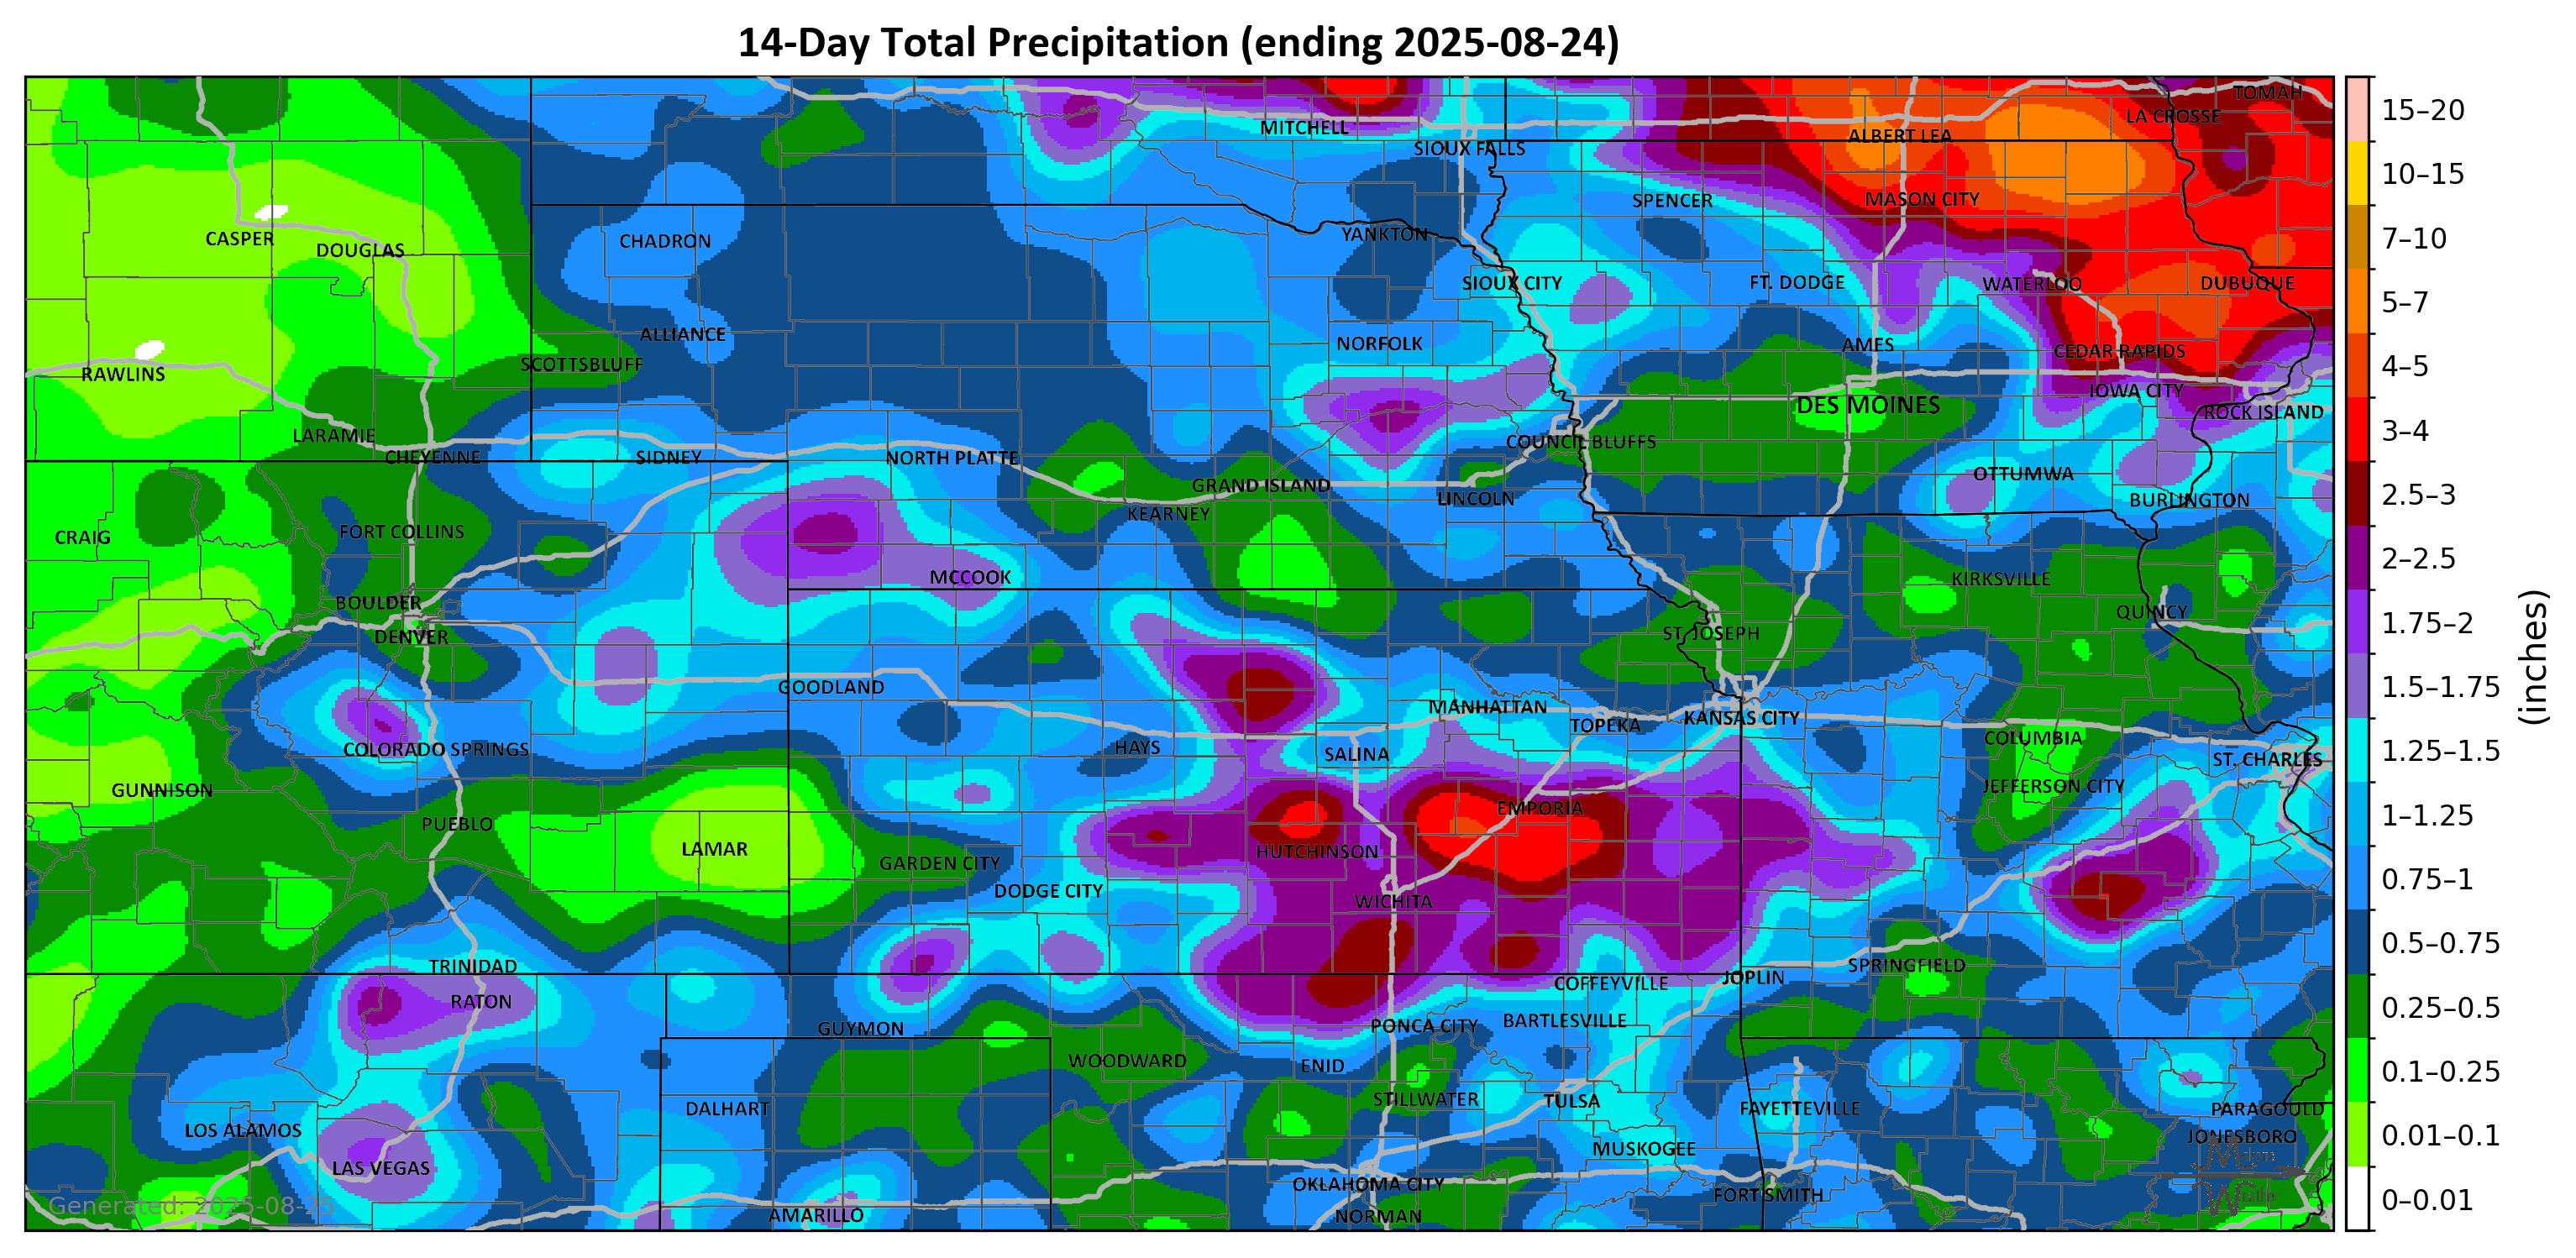 14-Day Total Precipitation (ending 2025-08-24)
TOMAH
LA CROSSE
MITCHELL
ALBERT LEA
SIOUX FALLS
SPENCER
MASON CITY
CASPER
DOUGLAS
CHADRON
YANKTON
SIOUX CITY
FT. DODGE
WATERLOO
DUBUQUE
ALLIANCE
NORFOLK
AMES
CEDAR RAPIDS
SCOTTSBLUFF
RAWLINS
IOWA CITY
DES MOINES
ROCK ISLAND
LARAMIE
COUNCIL BLUFFS
CHEYENNE
SIDNEY
NORTH PLATTE
OTTUMWA
GRAND ISLAND
LINCOLN
BURLINGTON
KEARNEY
CRAIG
FORT COLLINS
MCCOOK
KIRKSVILLE
BOULDER
QUINCY
DENVER
ST. JOSEPH
GOODLAND
MANHATTAN
KANSAS CITY
TOPEKA
COLUMBIA
COLORADO SPRINGS
HAYS
SALINA
ST. CHARLES
GUNNISON
JEFFERSON CITY
EMPORIA
PUEBLO
LAMAR
HUTCHINSON
GARDEN CITY
DODGE CITY
WICHITA
TRINIDAD
SPRINGFIELD
JOPLIN
COFFEYVILLE
RATON
GUYMON
PONCA CITY
BARTLESVILLE
WOODWARD
ENID
STILLWATER
TULSA
DALHART
FAYETTEVILLE
PARAGOULD
LOS ALAMOS
JONESBORO
MUSKOGEE
LAS VEGAS
OKLAHOMA CITY
FORT SMITH
AMARILLO
NORMAN
Generated: 2025-08-25
15–20
10–15
7–10
5–7
4–5
3–4
2.5–3
2–2.5
1.75–2
1.5–1.75
1.25–1.5
1–1.25
0.75–1
0.5–0.75
0.25–0.5
0.1–0.25
0.01–0.1
0–0.01
(inches)